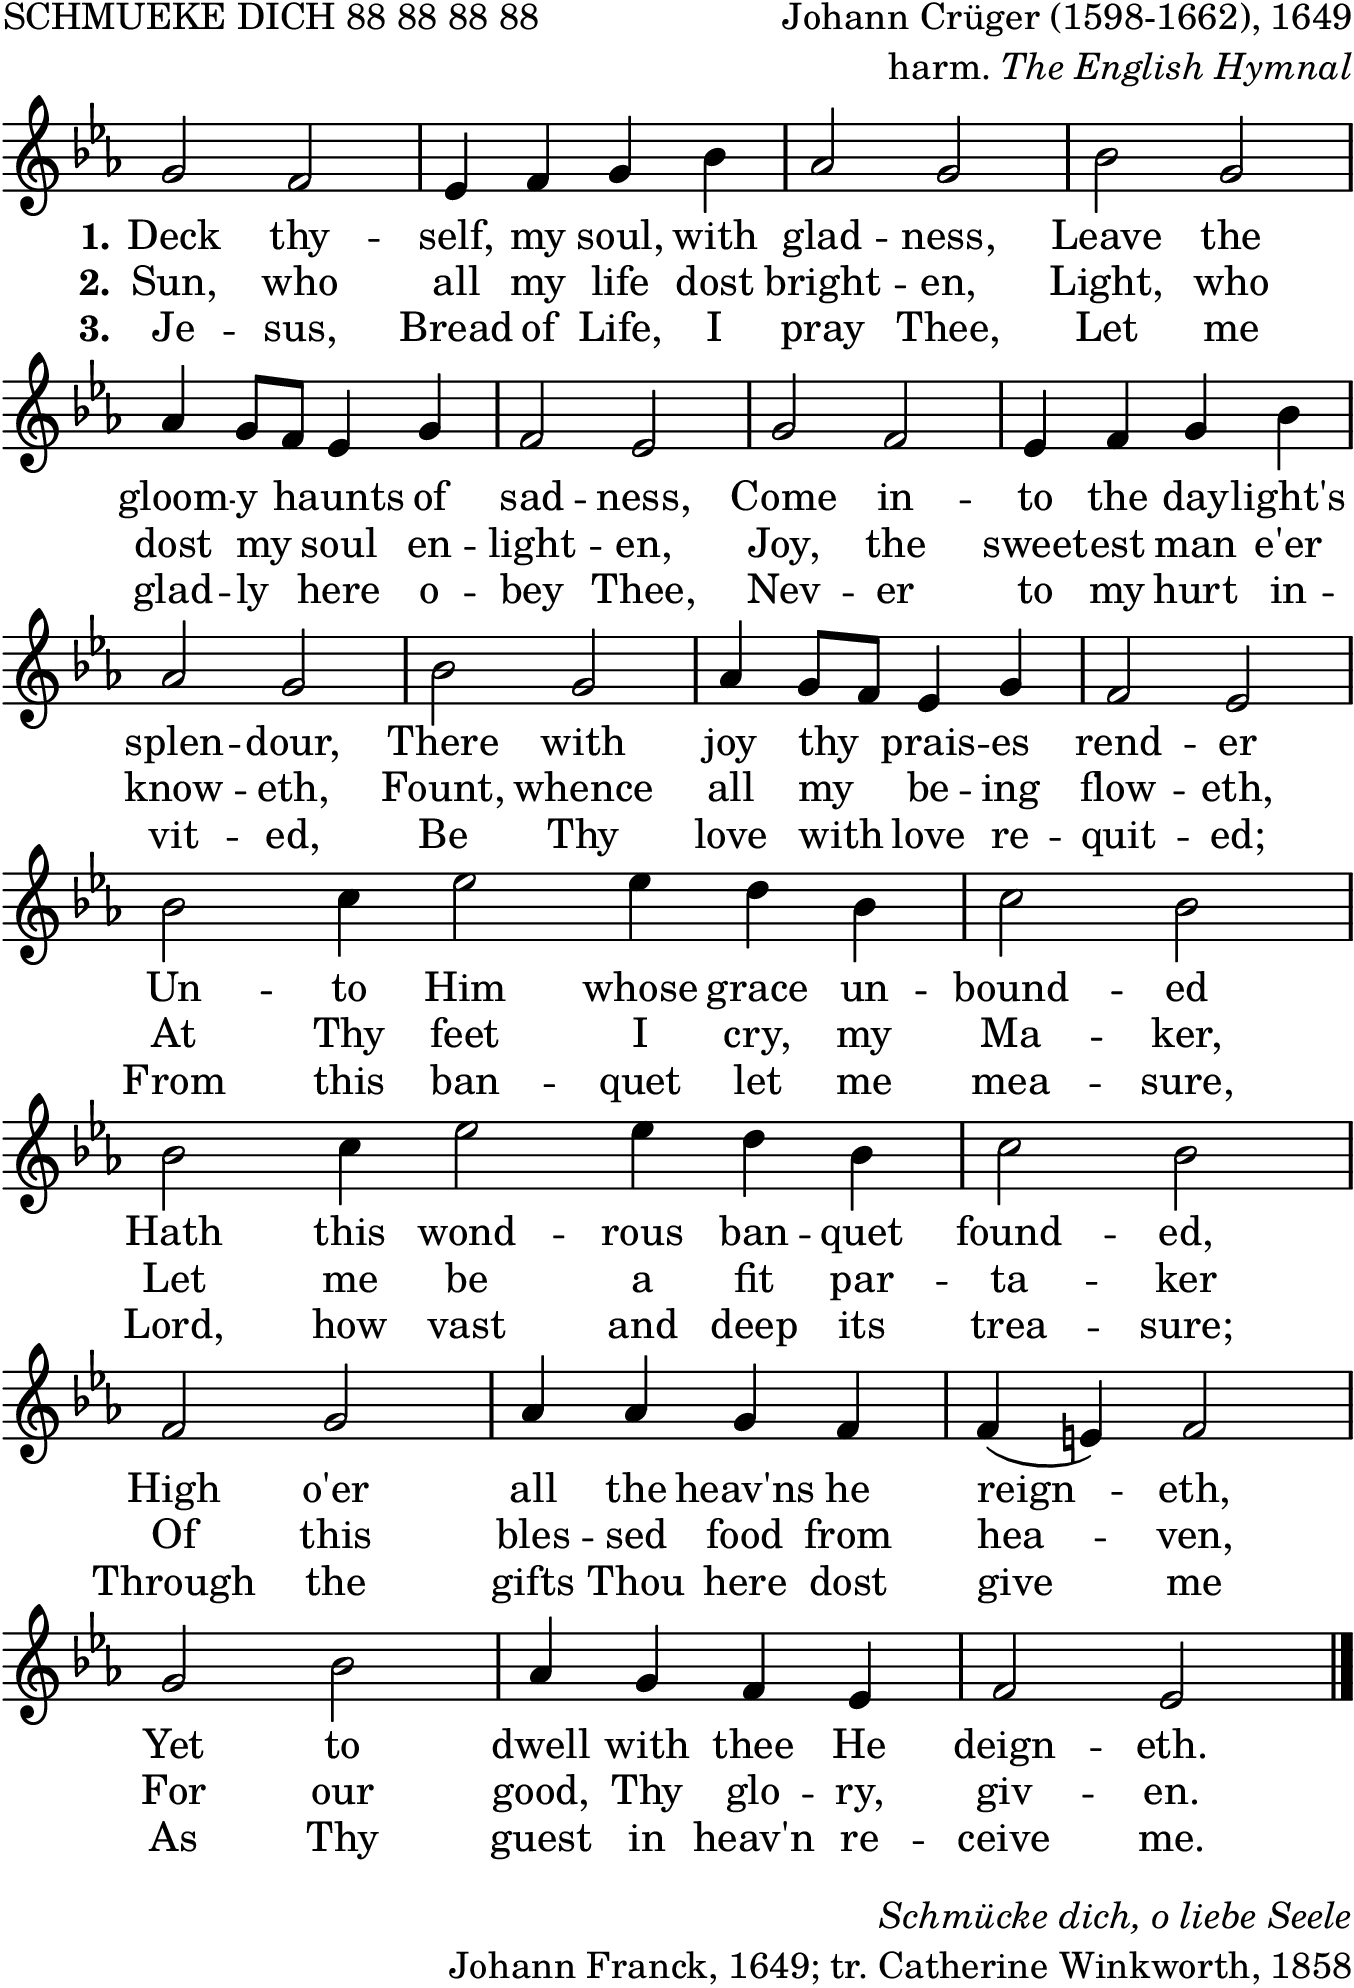 SCHMUEKE DICH 88 88 88 88 Johann Crüger (1598-1662), 1649
harm. The English Hymnal
1. Deck thy - self, my soul, with glad - ness, Leave the
2. Sun, who all my life dost bright - en, Light, who
3. Je - sus, Bread of Life, I pray Thee, Let me
gloom - y haunts of sad - ness, Come in - to the daylight's
dost my soul en - light - en, Joy, the sweetest man e'er
glad - ly here o - bey Thee, Nev - er to my hurt in -
splen - dour, There with joy thy prais - es rend - er
know - eth, Fount, whence all my be - ing flow - eth,
vit - ed, Be Thy love with love re - quit - ed;
Un - to Him whose grace un - bound - ed
At Thy feet I cry, my Ma - ker,
From this ban - quet let me mea - sure,
Hath this wond - rous ban - quet found - ed,
Let me be a fit par - ta - ker
Lord, how vast and deep its trea - sure;
High o'er all the heav'ns he reign - eth,
Of this bles - sed food from hea - ven,
Through the gifts Thou here dost give me
Yet to dwell with thee He deign - eth.
For our good, Thy glo - ry, giv - en.
As Thy guest in heav'n re - ceive me.
Schmücke dich, o liebe Seele
Johann Franck, 1649; tr. Catherine Winkworth, 1858